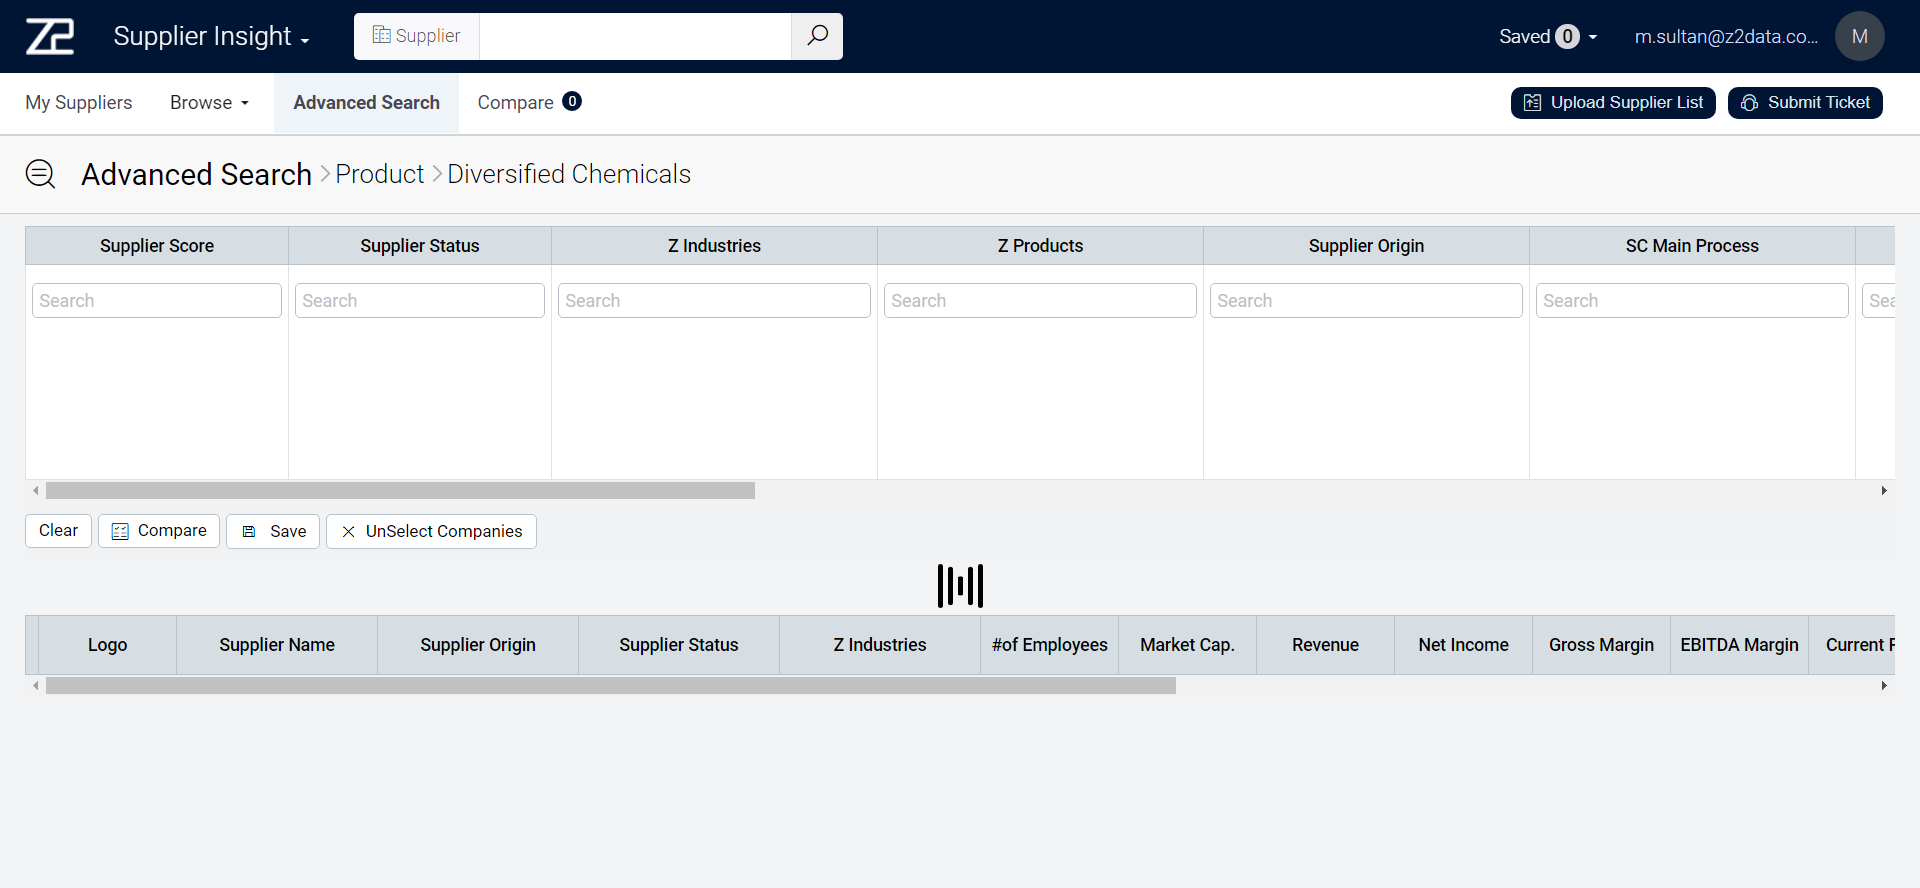 Z2 Supplier Insight Supplier Saved 0 m.sultan@z2data.co... M
My Suppliers Browse Advanced Search Compare 0 Upload Supplier List Submit Ticket
Advanced Search > Product > Diversified Chemicals
Supplier Score Supplier Status Z Industries Z Products Supplier Origin SC Main Process
Search Search Search Search Search Search Sea
Clear Compare Save UnSelect Companies
Logo Supplier Name Supplier Origin Supplier Status Z Industries #of Employees Market Cap. Revenue Net Income Gross Margin EBITDA Margin Current